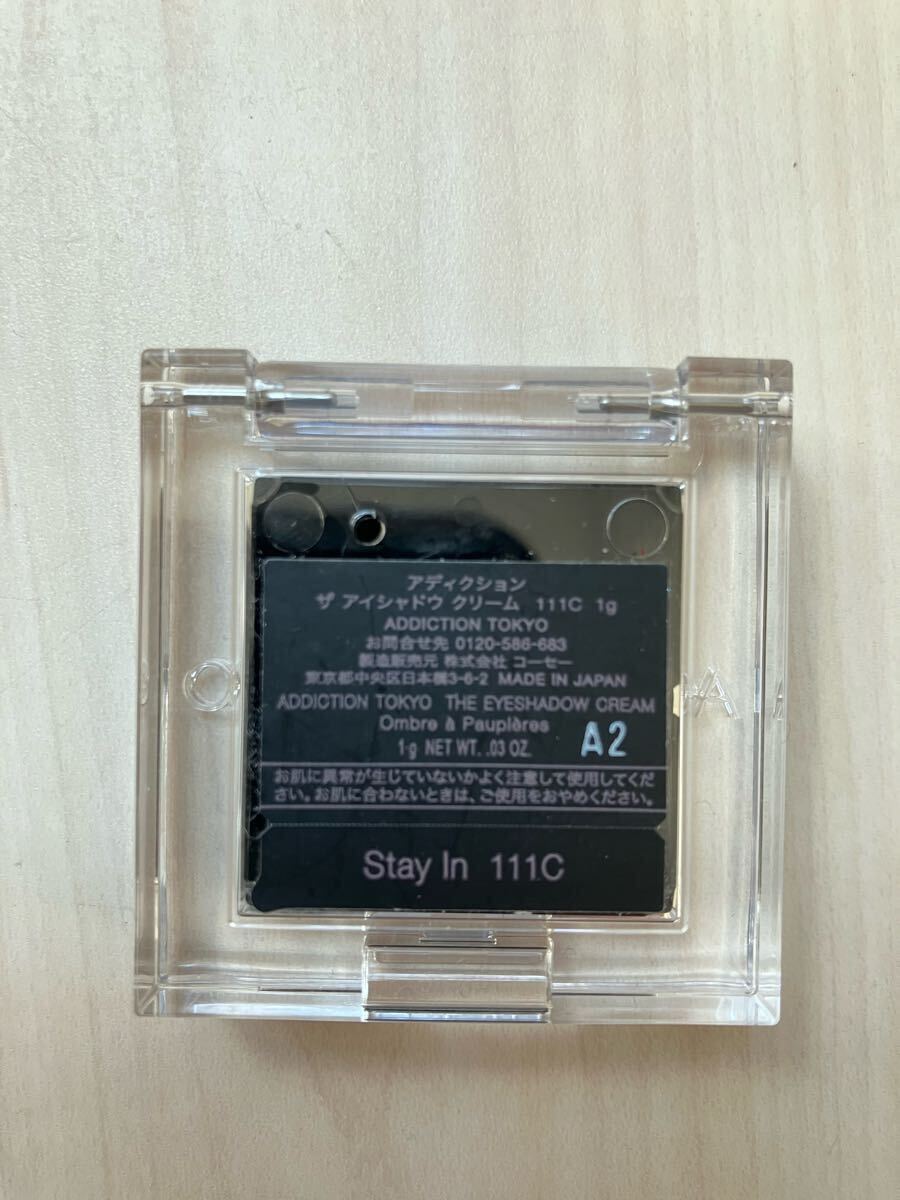 アディクション
ザ アイシャドウ クリーム 111C 1g
ADDICTION TOKYO
お問合せ先 0120-586-683
製造販売元 株式会社 コーセー
東京都中央区日本橋3-6-2 MADE IN JAPAN
ADDICTION TOKYO THE EYESHADOW CREAM
Ombre à Paupières
1 g NET WT. .03 OZ.
A2
お肌に異常が生じていないかよく注意して使用してくだ
さい。お肌に合わないときは、ご使用をおやめください。
Stay In 111C